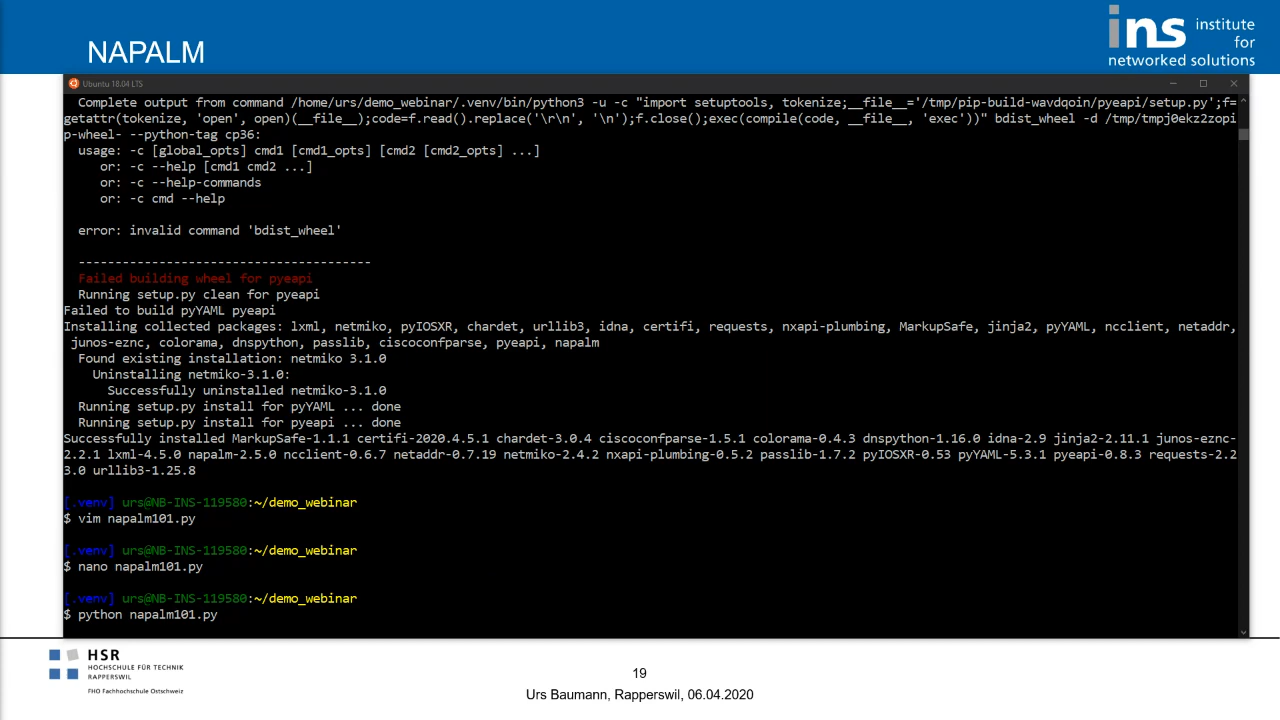 NAPALM
ins institute for networked solutions
Ubuntu 18.04 LTS
Complete output from command /home/urs/demo_webinar/.venv/bin/python3 -u -c "import setuptools, tokenize;__file__='/tmp/pip-build-wavdqoin/pyeapi/setup.py';f=
getattr(tokenize, 'open', open)(__file__);code=f.read().replace('\r\n', '\n');f.close();exec(compile(code, __file__, 'exec'))" bdist_wheel -d /tmp/tmpj0ekz2zopi
p-wheel- --python-tag cp36:
usage: -c [global_opts] cmd1 [cmd1_opts] [cmd2 [cmd2_opts] ...]
or: -c --help [cmd1 cmd2 ...]
or: -c --help-commands
or: -c cmd --help
error: invalid command 'bdist_wheel'
----------------------------------------
Failed building wheel for pyeapi
Running setup.py clean for pyeapi
Failed to build pyYAML pyeapi
Installing collected packages: lxml, netmiko, pyIOSXR, chardet, urllib3, idna, certifi, requests, nxapi-plumbing, MarkupSafe, jinja2, pyYAML, ncclient, netaddr,
junos-eznc, colorama, dnspython, passlib, ciscoconfparse, pyeapi, napalm
Found existing installation: netmiko 3.1.0
Uninstalling netmiko-3.1.0:
Successfully uninstalled netmiko-3.1.0
Running setup.py install for pyYAML ... done
Running setup.py install for pyeapi ... done
Successfully installed MarkupSafe-1.1.1 certifi-2020.4.5.1 chardet-3.0.4 ciscoconfparse-1.5.1 colorama-0.4.3 dnspython-1.16.0 idna-2.9 jinja2-2.11.1 junos-eznc-
2.2.1 lxml-4.5.0 napalm-2.5.0 ncclient-0.6.7 netaddr-0.7.19 netmiko-2.4.2 nxapi-plumbing-0.5.2 passlib-1.7.2 pyIOSXR-0.53 pyYAML-5.3.1 pyeapi-0.8.3 requests-2.2
3.0 urllib3-1.25.8
[.venv] urs@NB-INS-119580:~/demo_webinar
$ vim napalm101.py
[.venv] urs@NB-INS-119580:~/demo_webinar
$ nano napalm101.py
[.venv] urs@NB-INS-119580:~/demo_webinar
$ python napalm101.py
HSR
HOCHSCHULE FÜR TECHNIK
RAPPERSWIL
FHO Fachhochschule Ostschweiz
19
Urs Baumann, Rapperswil, 06.04.2020